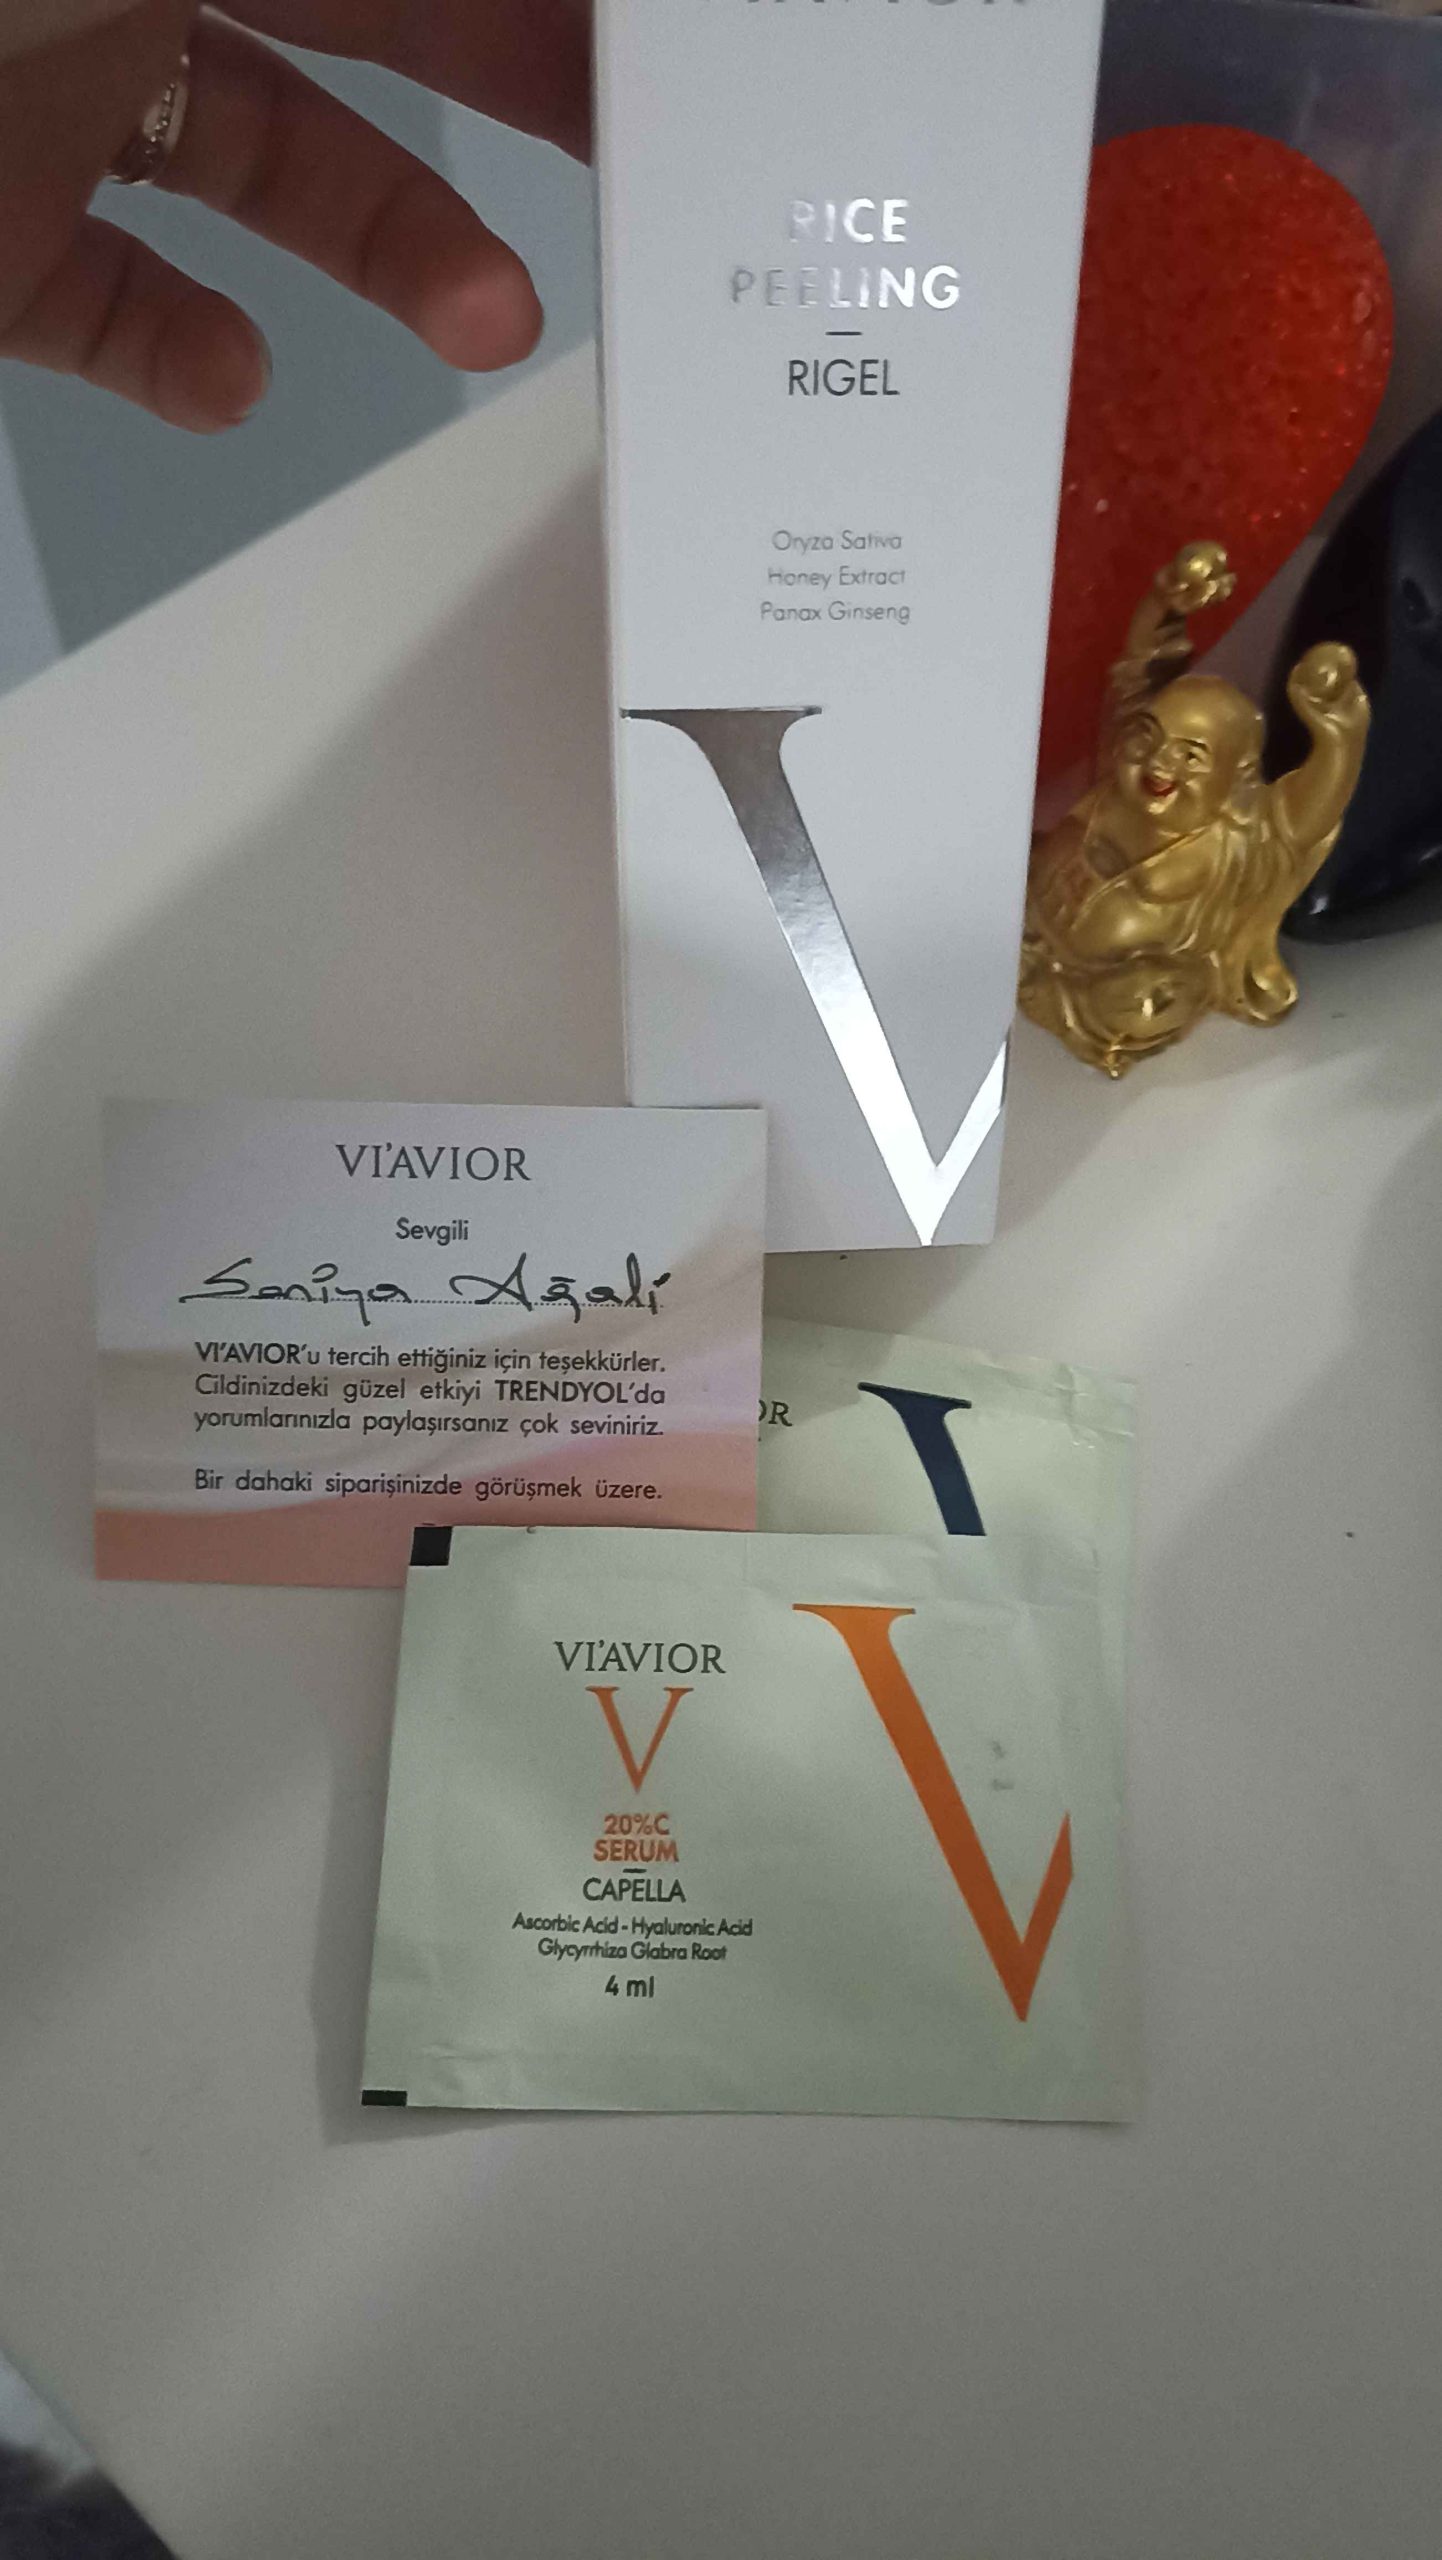 RICE
PEELING
RIGEL
Oryza Sativa
Honey Extract
Panax Ginseng
VI'AVIOR
Sevgili
Seniya Ağali
VI'AVIOR'u tercih ettiğiniz için teşekkürler.
Cildinizdeki güzel etkiyi TRENDYOL'da
yorumlarınızla paylaşırsanız çok seviniriz.
Bir dahaki siparişinizde görüşmek üzere.
VI'AVIOR
V
20%C
SERUM
CAPELLA
Ascorbic Acid - Hyaluronic Acid
Glycyrrhiza Glabra Root
4 ml